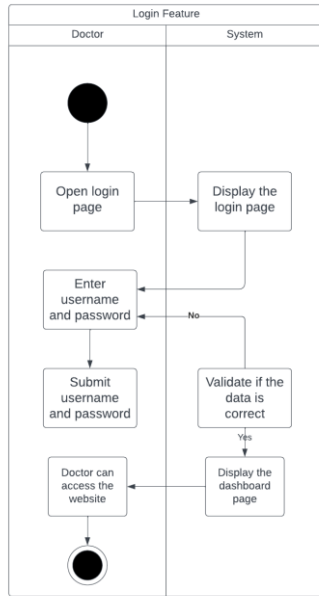 Login Feature
Doctor
System
Open login
page
Display the
login page
Enter
username
and password
No
Submit
username
and password
Validate if the
data is
correct
Yes
Doctor can
access the
website
Display the
dashboard
page